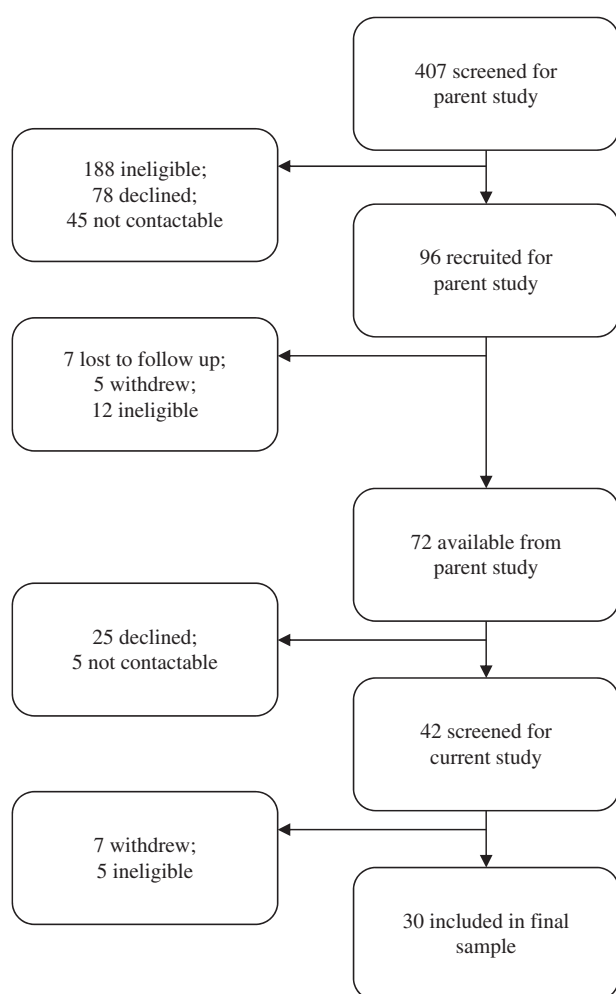 407 screened for
parent study
188 ineligible;
78 declined;
45 not contactable
96 recruited for
parent study
7 lost to follow up;
5 withdrew;
12 ineligible
72 available from
parent study
25 declined;
5 not contactable
42 screened for
current study
7 withdrew;
5 ineligible
30 included in final
sample